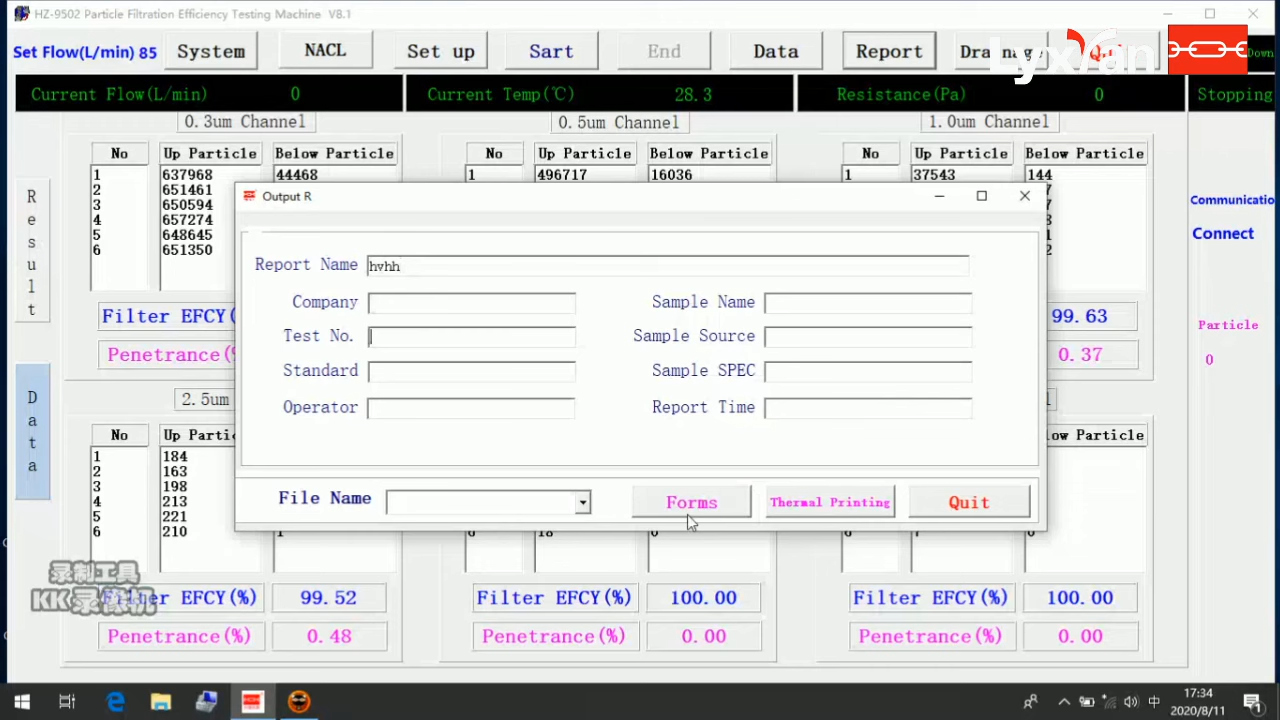 HZ-9502 Particle Filtration Efficiency Testing Machine V8.1
Set Flow(L/min) 85 System NACL Set up Sart End Data Report Drainage
Lyxyan
Down
Current Flow(L/min) 0 Current Temp(℃) 28.3 Resistance(Pa) 0 Stopping
0.3um Channel 0.5um Channel 1.0um Channel
No Up Particle Below Particle No Up Particle Below Particle No Up Particle Below Particle
1 637968 44468 1 496717 16036 1 37543 144
2 651461
3 650594
4 657274
5 648645
6 651350
Result
Data
Communicatio
Connect
Particle
0
Output R
Report Name hvhh
Company Sample Name
Test No. Sample Source
Standard Sample SPEC
Operator Report Time
File Name Forms Thermal Printing Quit
Filter EFCY(% 99.63
Penetrance(% 0.37
2.5um
No Up Partic ow Particle
1 184
2 163
3 198
4 213
5 221
6 210
录制工具
KK录像机
Filter EFCY(%) 99.52 Filter EFCY(%) 100.00 Filter EFCY(%) 100.00
Penetrance(%) 0.48 Penetrance(%) 0.00 Penetrance(%) 0.00
中 17:34
2020/8/11
1